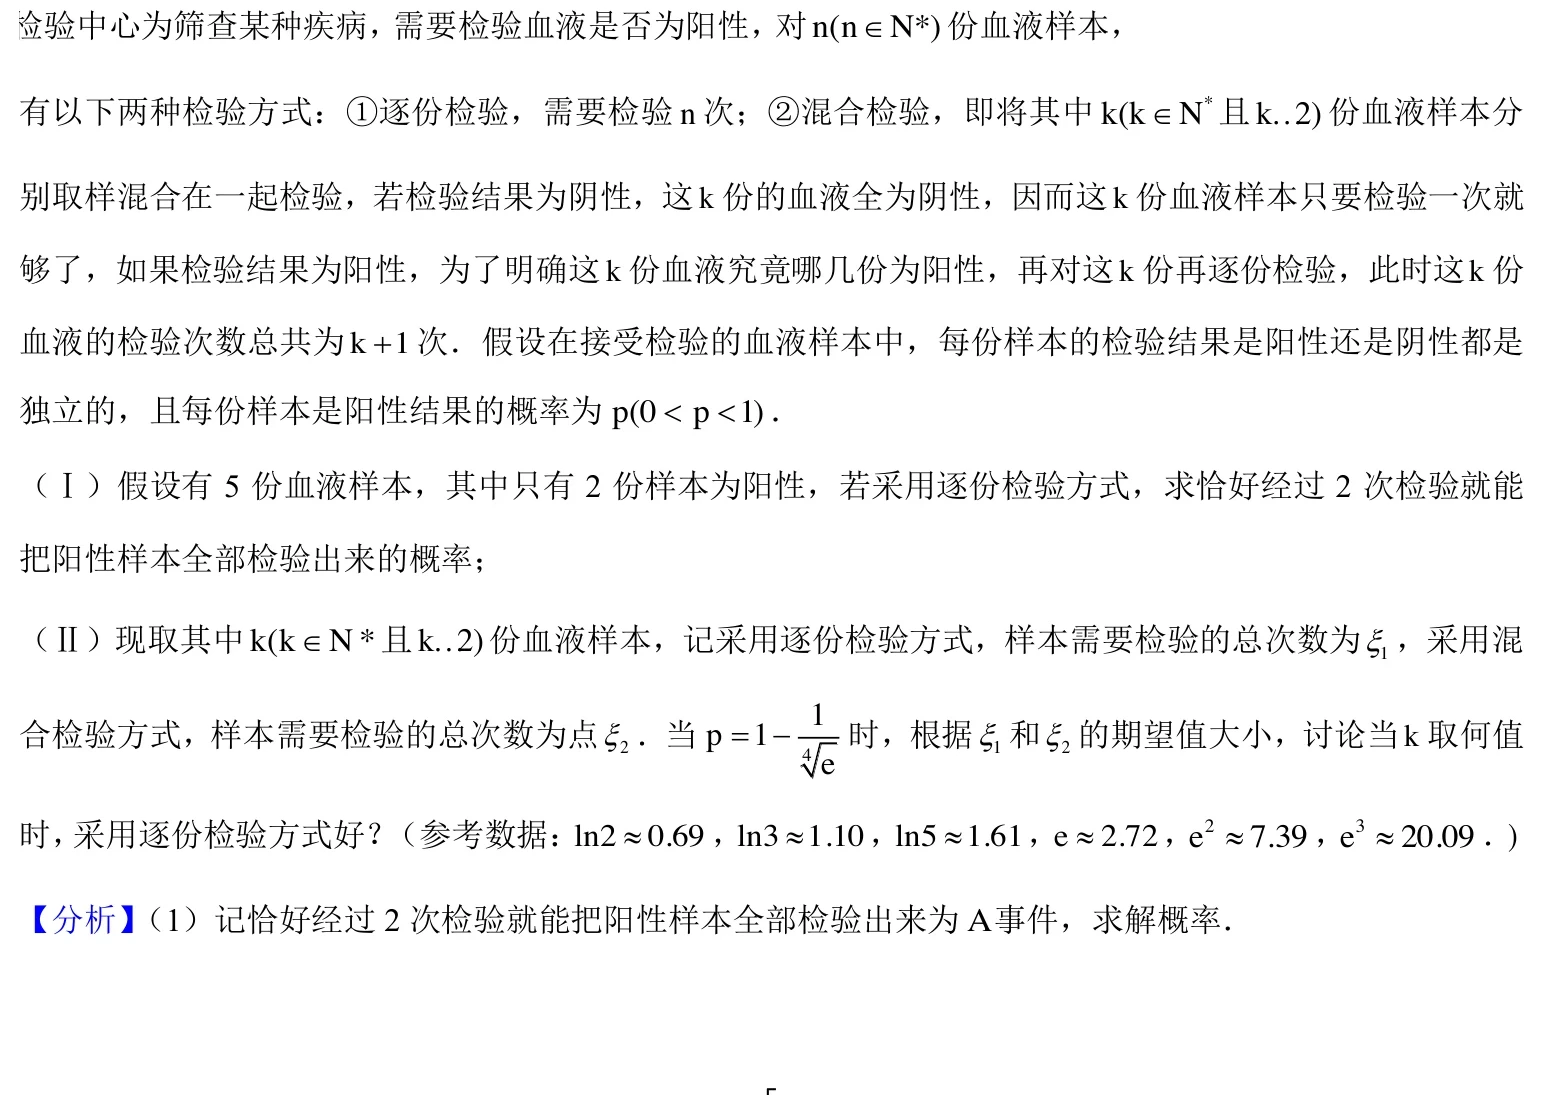 检验中心为筛查某种疾病，需要检验血液是否为阳性，对n(n∈N*)份血液样本，
有以下两种检验方式：①逐份检验，需要检验n次；②混合检验，即将其中k(k∈N*且k..2)份血液样本分
别取样混合在一起检验，若检验结果为阴性，这k份的血液全为阴性，因而这k份血液样本只要检验一次就
够了，如果检验结果为阳性，为了明确这k份血液究竟哪几份为阳性，再对这k份再逐份检验，此时这k份
血液的检验次数总共为k+1次．假设在接受检验的血液样本中，每份样本的检验结果是阳性还是阴性都是
独立的，且每份样本是阳性结果的概率为p(0<p<1)．
（Ⅰ）假设有 5 份血液样本，其中只有 2 份样本为阳性，若采用逐份检验方式，求恰好经过 2 次检验就能
把阳性样本全部检验出来的概率；
（Ⅱ）现取其中k(k∈N*且k..2)份血液样本，记采用逐份检验方式，样本需要检验的总次数为ξ₁，采用混
合检验方式，样本需要检验的总次数为点ξ₂．当p=1−1/∜e时，根据ξ₁和ξ₂的期望值大小，讨论当k取何值
时，采用逐份检验方式好？（参考数据：ln2≈0.69，ln3≈1.10，ln5≈1.61，e≈2.72，e²≈7.39，e³≈20.09．)
【分析】（1）记恰好经过 2 次检验就能把阳性样本全部检验出来为 A事件，求解概率．